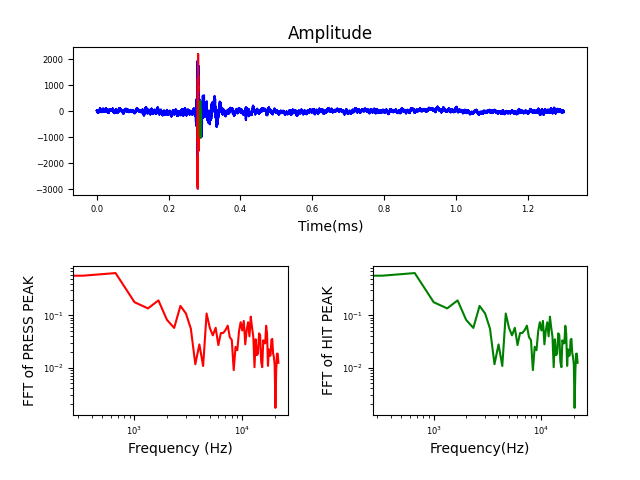 Amplitude
2000
1000
0
−1000
−2000
−3000
0.0 0.2 0.4 0.6 0.8 1.0 1.2
Time(ms)
FFT of PRESS PEAK
10⁻¹
10⁻²
10³ 10⁴
Frequency (Hz)
FFT of HIT PEAK
10⁻¹
10⁻²
10³ 10⁴
Frequency(Hz)